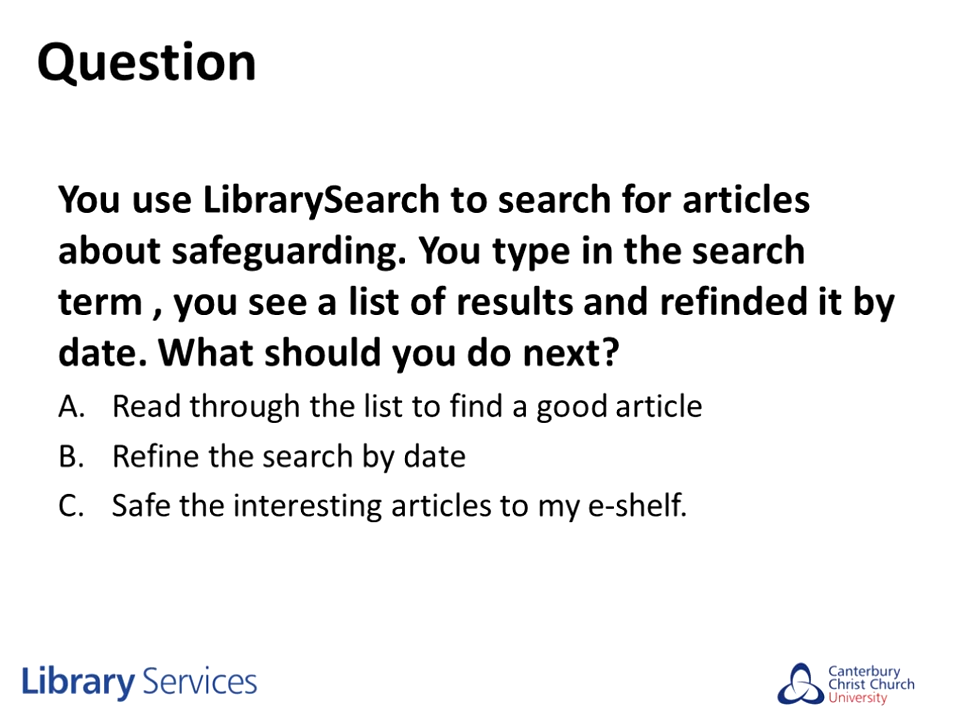 Question
You use LibrarySearch to search for articles
about safeguarding. You type in the search
term , you see a list of results and refinded it by
date. What should you do next?
A. Read through the list to find a good article
B. Refine the search by date
C. Safe the interesting articles to my e-shelf.
Library Services
Canterbury
Christ Church
University